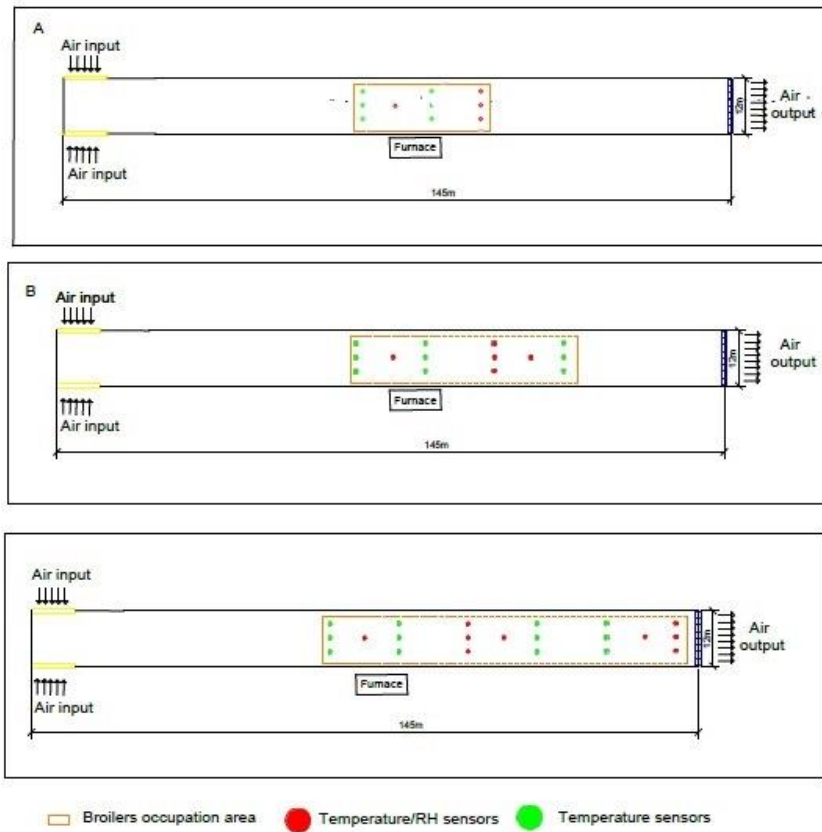 A
Air input
Air output
12m
Furnace
Air input
145m
B
Air input
Air output
12m
Furnace
Air input
145m
Air input
Air output
12m
Furnace
Air input
145m
Broilers occupation area
Temperature/RH sensors
Temperature sensors